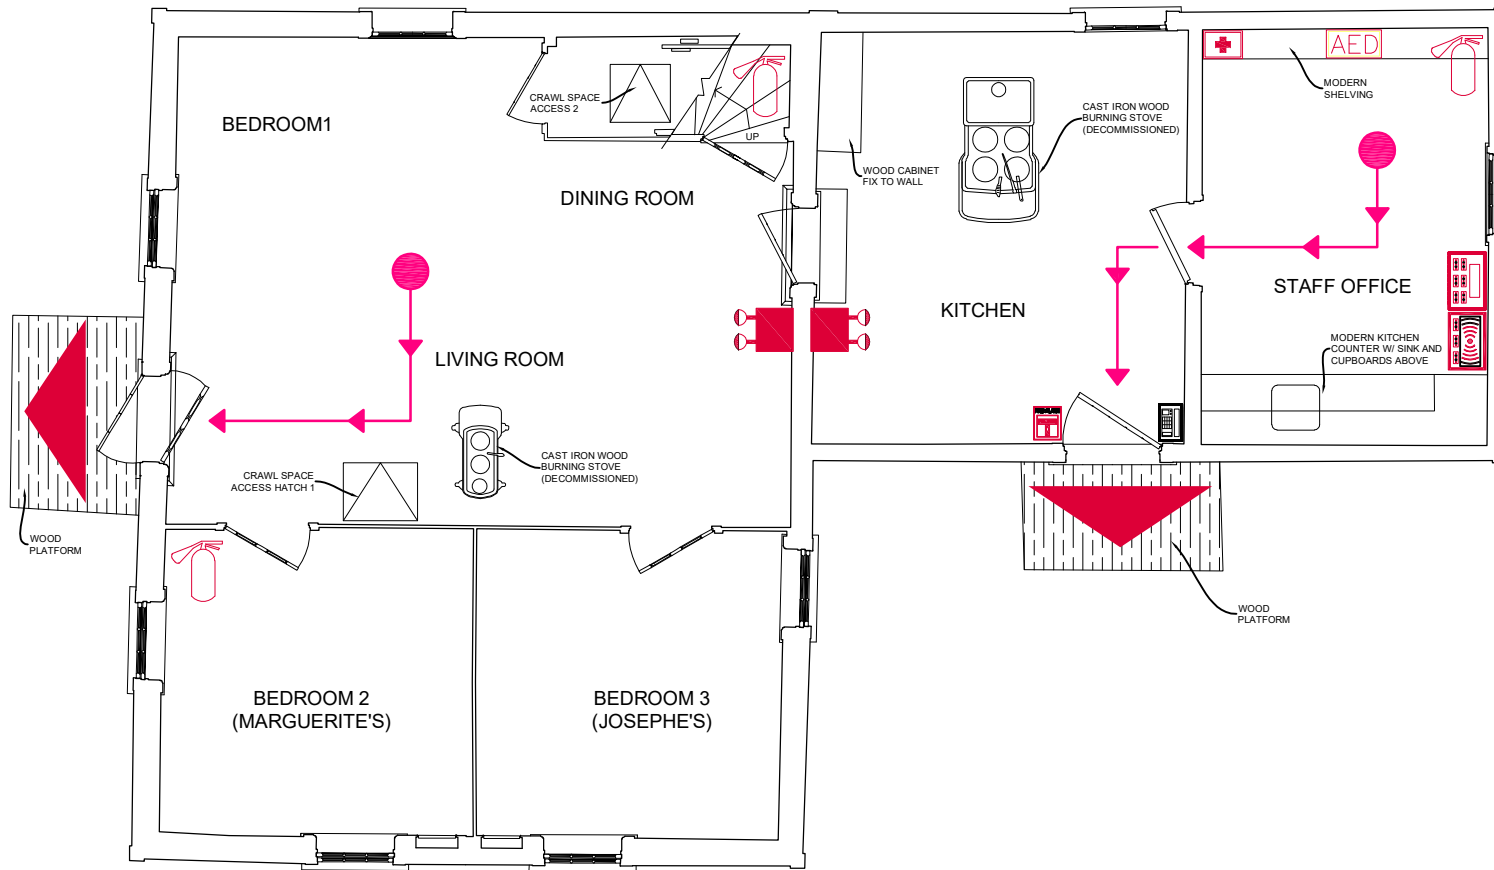 AED
MODERN
SHELVING
CRAWL SPACE
ACCESS 2
CAST IRON WOOD
BURNING STOVE
(DECOMMISSIONED)
BEDROOM1
UP
WOOD CABINET
FIX TO WALL
DINING ROOM
STAFF OFFICE
KITCHEN
LIVING ROOM
MODERN KITCHEN
COUNTER W/ SINK AND
CUPBOARDS ABOVE
CAST IRON WOOD
BURNING STOVE
(DECOMMISSIONED)
CRAWL SPACE
ACCESS HATCH 1
WOOD
PLATFORM
WOOD
PLATFORM
BEDROOM 2
(MARGUERITE'S)
BEDROOM 3
(JOSEPHE'S)